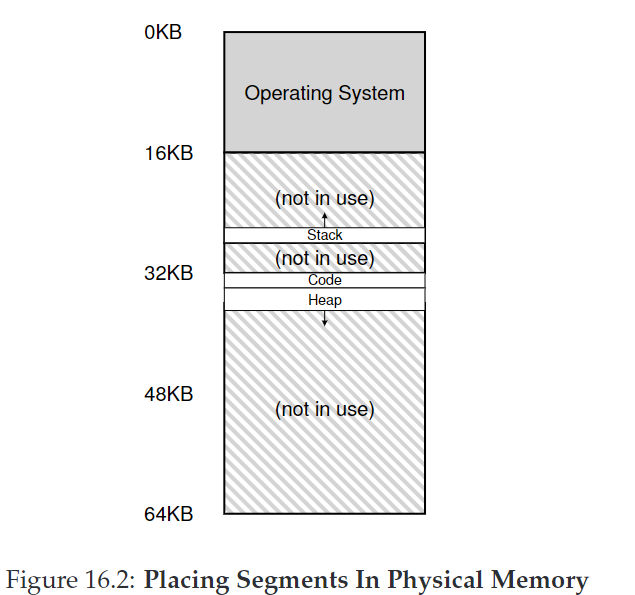 0KB
Operating System
16KB
(not in use)
Stack
(not in use)
32KB
Code
Heap
48KB
(not in use)
64KB
Figure 16.2: Placing Segments In Physical Memory